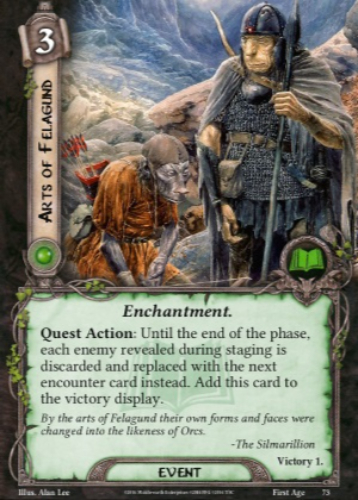 3
ARTS OF FELAGUND
Enchantment.
Quest Action: Until the end of the phase,
each enemy revealed during staging is
discarded and replaced with the next
encounter card instead. Add this card to
the victory display.
By the arts of Felagund their own forms and faces were
changed into the likeness of Orcs.
-The Silmarillion
Victory 1.
EVENT
Illus. Alan Lee
First Age
73